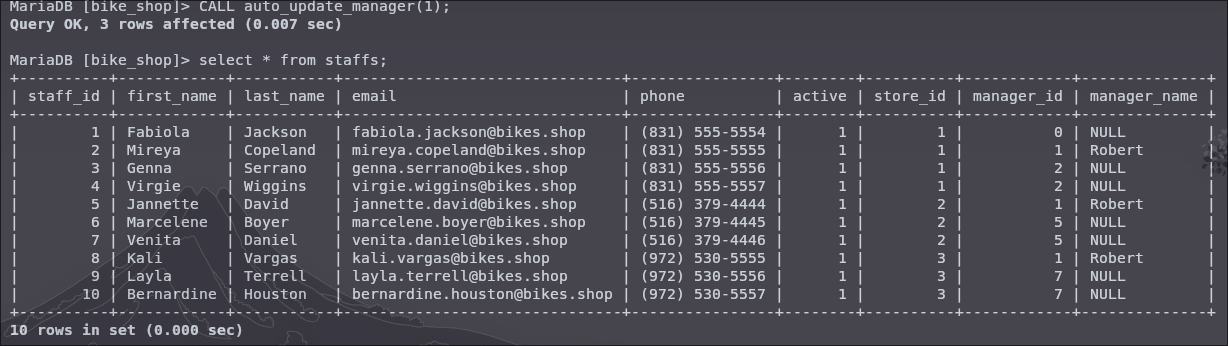 MariaDB [bike_shop]> CALL auto_update_manager(1);
Query OK, 3 rows affected (0.007 sec)
MariaDB [bike_shop]> select * from staffs;
+----------+------------+-----------+-------------------------------+----------------+--------+----------+------------+--------------+
| staff_id | first_name | last_name | email                         | phone          | active | store_id | manager_id | manager_name |
+----------+------------+-----------+-------------------------------+----------------+--------+----------+------------+--------------+
|        1 | Fabiola    | Jackson   | fabiola.jackson@bikes.shop    | (831) 555-5554 |      1 |        1 |          0 | NULL         |
|        2 | Mireya     | Copeland  | mireya.copeland@bikes.shop    | (831) 555-5555 |      1 |        1 |          1 | Robert       |
|        3 | Genna      | Serrano   | genna.serrano@bikes.shop      | (831) 555-5556 |      1 |        1 |          2 | NULL         |
|        4 | Virgie     | Wiggins   | virgie.wiggins@bikes.shop     | (831) 555-5557 |      1 |        1 |          2 | NULL         |
|        5 | Jannette   | David     | jannette.david@bikes.shop     | (516) 379-4444 |      1 |        2 |          1 | Robert       |
|        6 | Marcelene  | Boyer     | marcelene.boyer@bikes.shop    | (516) 379-4445 |      1 |        2 |          5 | NULL         |
|        7 | Venita     | Daniel    | venita.daniel@bikes.shop      | (516) 379-4446 |      1 |        2 |          5 | NULL         |
|        8 | Kali       | Vargas    | kali.vargas@bikes.shop        | (972) 530-5555 |      1 |        3 |          1 | Robert       |
|        9 | Layla      | Terrell   | layla.terrell@bikes.shop      | (972) 530-5556 |      1 |        3 |          7 | NULL         |
|       10 | Bernardine | Houston   | bernardine.houston@bikes.shop | (972) 530-5557 |      1 |        3 |          7 | NULL         |
+----------+------------+-----------+-------------------------------+----------------+--------+----------+------------+--------------+
10 rows in set (0.000 sec)